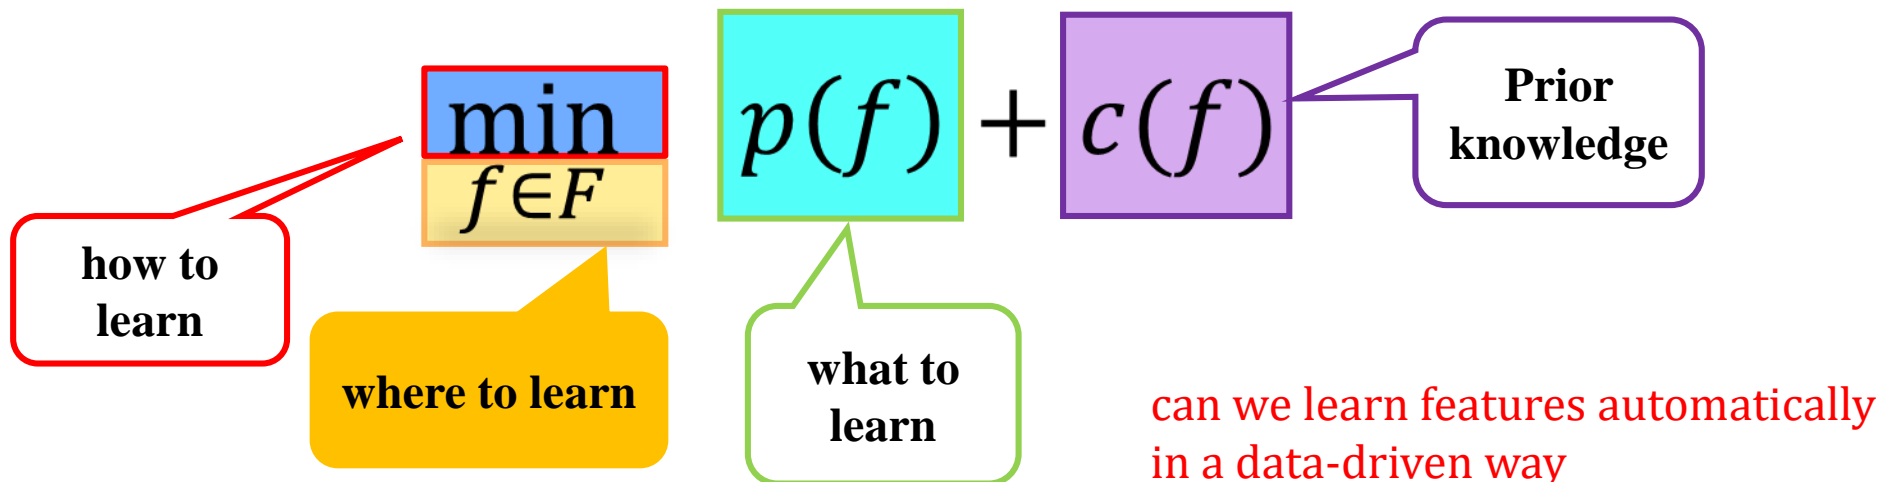 min
f∈F
p(f) + c(f)
Prior
knowledge
how to
learn
where to learn
what to
learn
can we learn features automatically
in a data-driven way